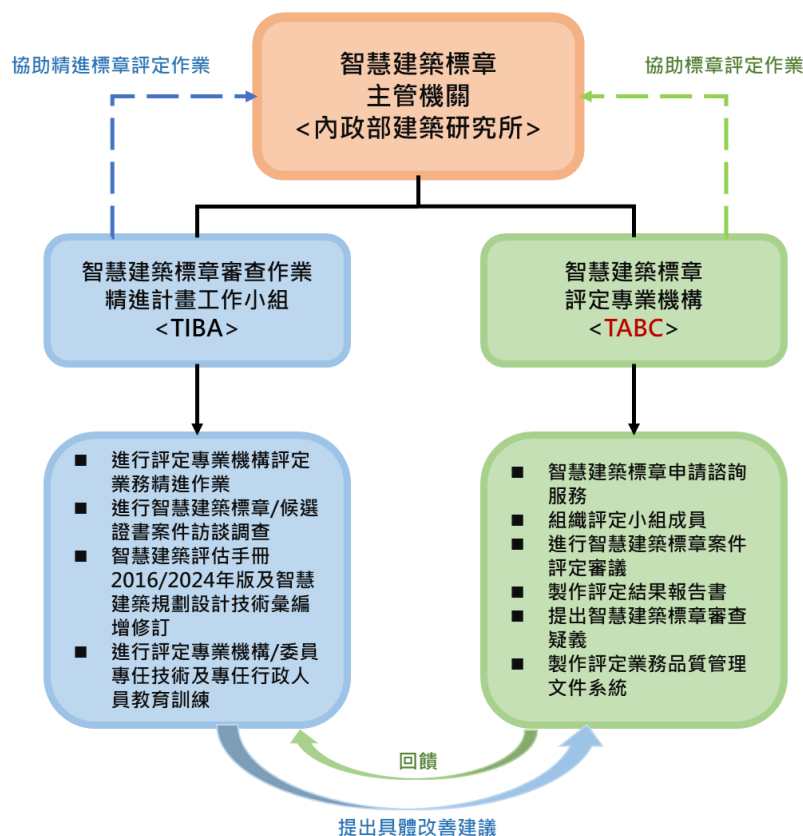 協助精進標章評定作業
智慧建築標章
主管機關
<內政部建築研究所>
協助標章評定作業
智慧建築標章審查作業
精進計畫工作小組
<TIBA>
智慧建築標章
評定專業機構
<TABC>
■ 進行評定專業機構評定
業務精進作業
■ 進行智慧建築標章/候選
證書案件訪談調查
■ 智慧建築評估手冊
2016/2024年版及智慧
建築規劃設計技術彙編
增修訂
■ 進行評定專業機構/委員
專任技術及專任行政人
員教育訓練
■ 智慧建築標章申請諮詢
服務
■ 組織評定小組成員
■ 進行智慧建築標章案件
評定審議
■ 製作評定結果報告書
■ 提出智慧建築標章審查
疑義
■ 製作評定業務品質管理
文件系統
回饋
提出具體改善建議